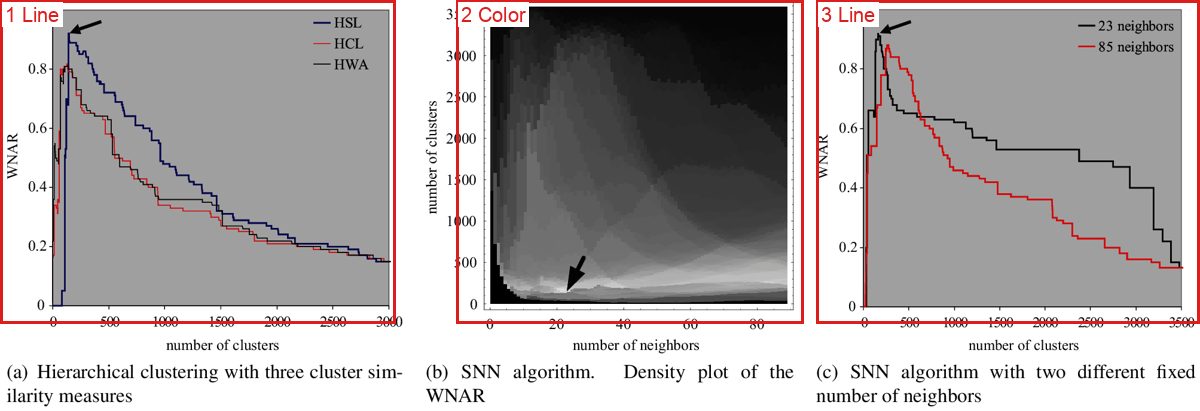 1 Line
HSL
HCL
HWA
0.8
0.6
0.4
0.2
0
WNAR
0 500 1000 1500 2000 2500 3000
number of clusters
(a) Hierarchical clustering with three cluster sim-
ilarity measures
2 Color
3500
3000
2500
2000
1500
1000
500
0
number of clusters
0 20 40 60 80
number of neighbors
(b) SNN algorithm. Density plot of the
WNAR
3 Line
23 neighbors
85 neighbors
0.8
0.6
0.4
0.2
0
WNAR
0 500 1000 1500 2000 2500 3000 3500
number of clusters
(c) SNN algorithm with two different fixed
number of neighbors